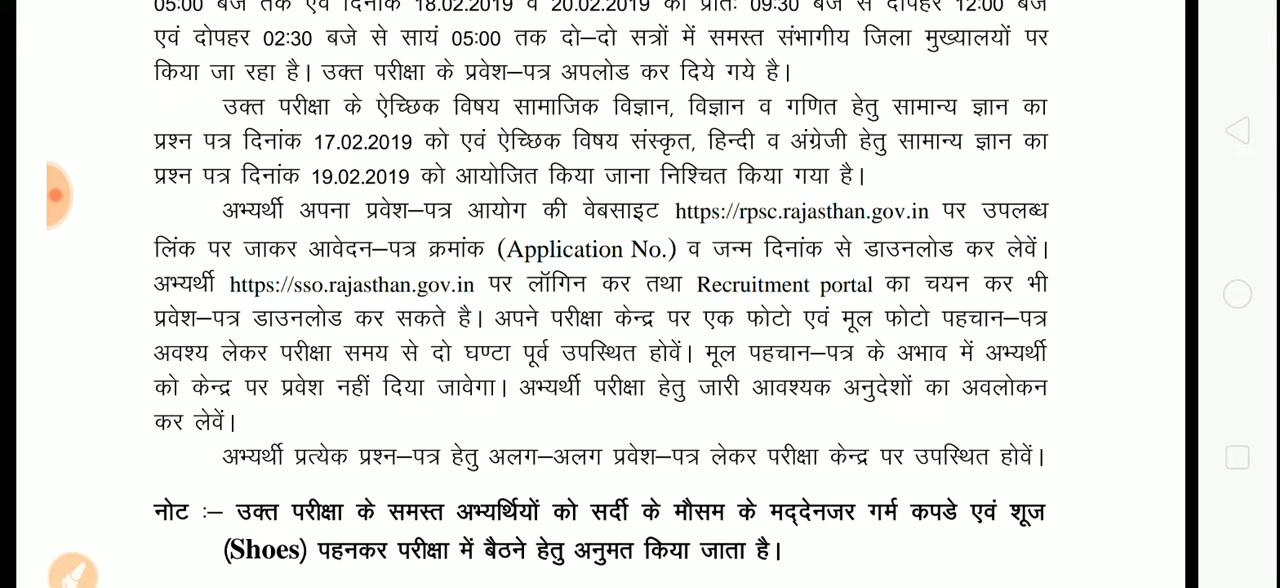 05:00 बजे तक एवं दिनांक 18.02.2019 व 20.02.2019 को प्रातः 09:30 बजे से दोपहर 12:00 बजे
एवं दोपहर 02:30 बजे से सायं 05:00 तक दो–दो सत्रों में समस्त संभागीय जिला मुख्यालयों पर
किया जा रहा है। उक्त परीक्षा के प्रवेश–पत्र अपलोड कर दिये गये है।
उक्त परीक्षा के ऐच्छिक विषय सामाजिक विज्ञान, विज्ञान व गणित हेतु सामान्य ज्ञान का
प्रश्न पत्र दिनांक 17.02.2019 को एवं ऐच्छिक विषय संस्कृत, हिन्दी व अंग्रेजी हेतु सामान्य ज्ञान का
प्रश्न पत्र दिनांक 19.02.2019 को आयोजित किया जाना निश्चित किया गया है।
अभ्यर्थी अपना प्रवेश–पत्र आयोग की वेबसाइट https://rpsc.rajasthan.gov.in पर उपलब्ध
लिंक पर जाकर आवेदन–पत्र क्रमांक (Application No.) व जन्म दिनांक से डाउनलोड कर लेवें।
अभ्यर्थी https://sso.rajasthan.gov.in पर लॉगिन कर तथा Recruitment portal का चयन कर भी
प्रवेश–पत्र डाउनलोड कर सकते है। अपने परीक्षा केन्द्र पर एक फोटो एवं मूल फोटो पहचान–पत्र
अवश्य लेकर परीक्षा समय से दो घण्टा पूर्व उपस्थित होवें। मूल पहचान–पत्र के अभाव में अभ्यर्थी
को केन्द्र पर प्रवेश नहीं दिया जावेगा। अभ्यर्थी परीक्षा हेतु जारी आवश्यक अनुदेशों का अवलोकन
कर लेवें।
अभ्यर्थी प्रत्येक प्रश्न–पत्र हेतु अलग–अलग प्रवेश–पत्र लेकर परीक्षा केन्द्र पर उपस्थित होवें।
नोट :– उक्त परीक्षा के समस्त अभ्यर्थियों को सर्दी के मौसम के मद्देनजर गर्म कपडे एवं शूज
(Shoes) पहनकर परीक्षा में बैठने हेतु अनुमत किया जाता है।